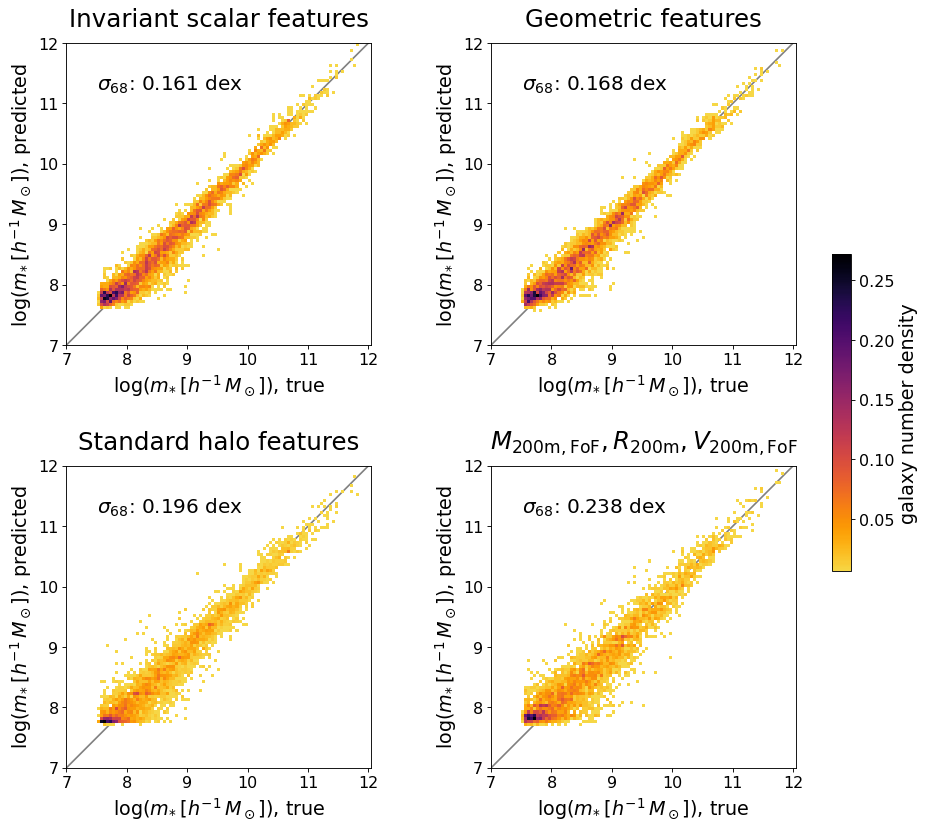 Invariant scalar features
Geometric features
12
11
10
9
8
7
σ68: 0.161 dex
log(m* [h−1 M⊙]), predicted
7 8 9 10 11 12
log(m* [h−1 M⊙]), true
12
11
10
9
8
7
σ68: 0.168 dex
log(m* [h−1 M⊙]), predicted
7 8 9 10 11 12
log(m* [h−1 M⊙]), true
Standard halo features
M200m, FoF, R200m, V200m, FoF
12
11
10
9
8
7
σ68: 0.196 dex
log(m* [h−1 M⊙]), predicted
7 8 9 10 11 12
log(m* [h−1 M⊙]), true
12
11
10
9
8
7
σ68: 0.238 dex
log(m* [h−1 M⊙]), predicted
7 8 9 10 11 12
log(m* [h−1 M⊙]), true
0.25
0.20
0.15
0.10
0.05
galaxy number density